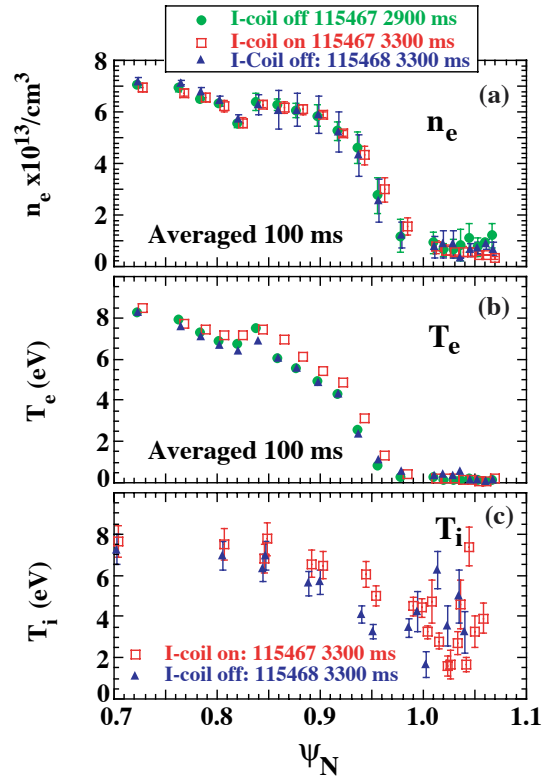 I-coil off 115467 2900 ms
I-coil on 115467 3300 ms
I-Coil off: 115468 3300 ms
8
6
4
2
0
n_e x10^13/cm^3
(a)
n_e
Averaged 100 ms
8
6
4
2
0
T_e (eV)
(b)
T_e
Averaged 100 ms
8
6
4
2
0
T_i (eV)
(c)
T_i
I-coil on: 115467 3300 ms
I-coil off: 115468 3300 ms
0.7 0.8 0.9 1.0 1.1
ψ_N